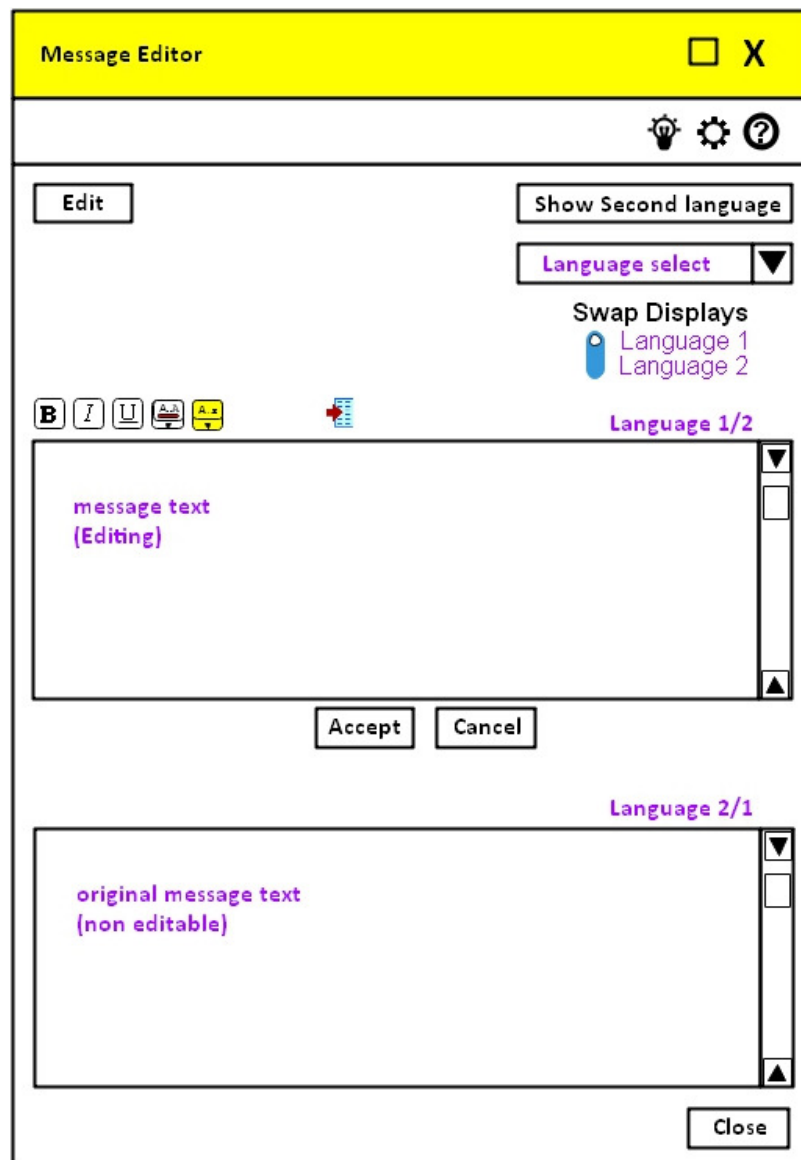 Message Editor
X
?
Edit
Show Second language
Language select
Swap Displays
Language 1
Language 2
B I U A..A A..z
Language 1/2
message text
(Editing)
Accept
Cancel
Language 2/1
original message text
(non editable)
Close